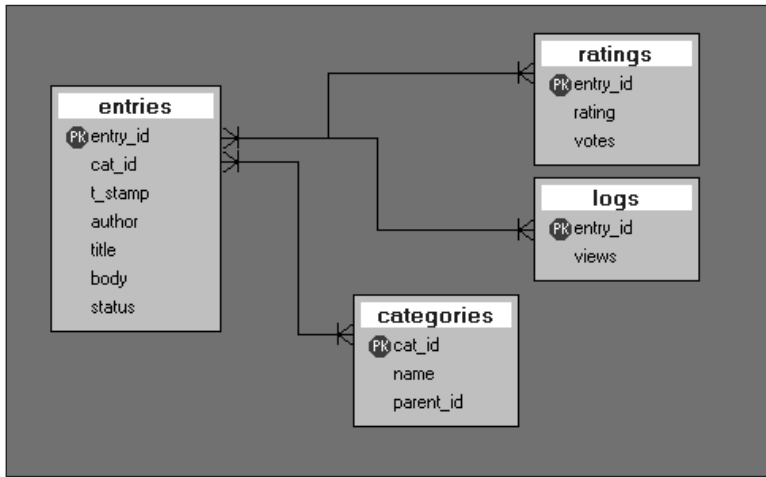 entries
PK entry_id
cat_id
t_stamp
author
title
body
status
ratings
PK entry_id
rating
votes
logs
PK entry_id
views
categories
PK cat_id
name
parent_id